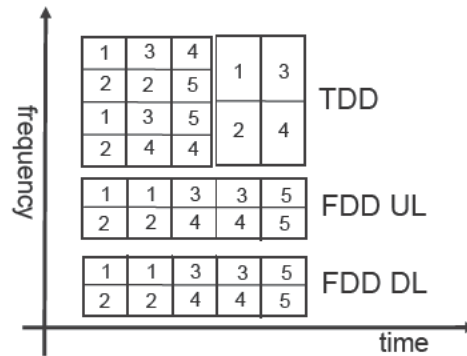 1 3 4
2 2 5
1 3 5
2 4 4
1 3
2 4
TDD
1 1 3 3 5
2 2 4 4 5
FDD UL
1 1 3 3 5
2 2 4 4 5
FDD DL
frequency
time